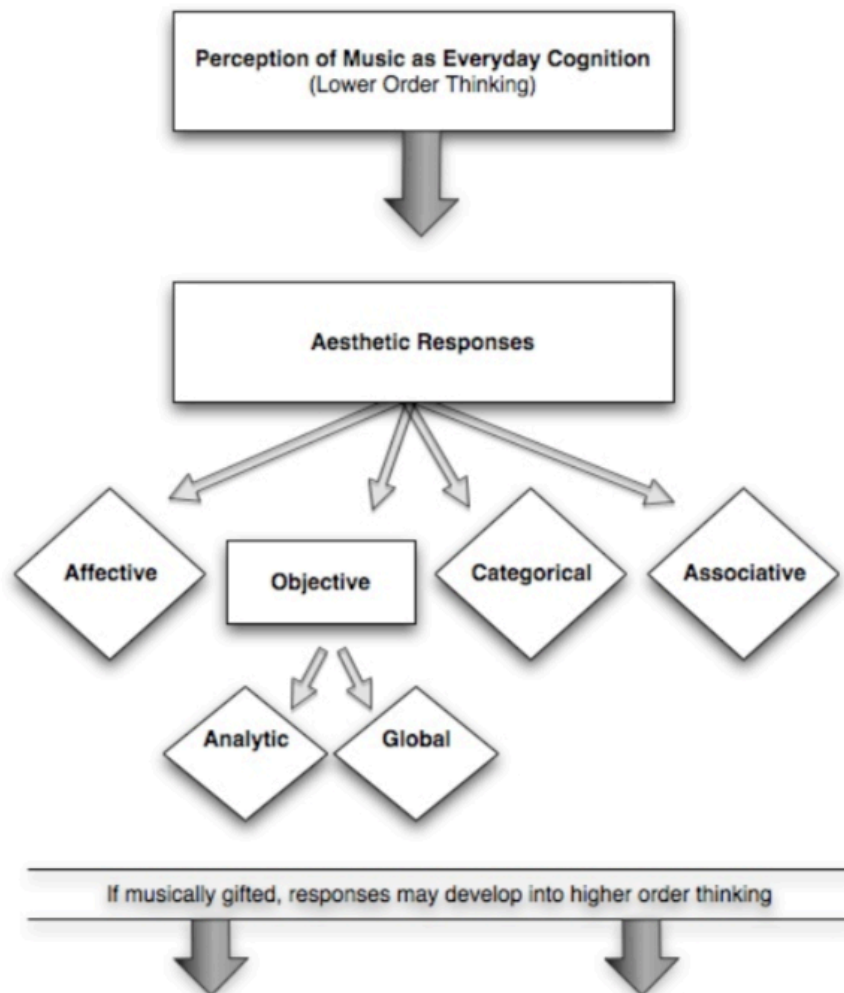 Perception of Music as Everyday Cognition
(Lower Order Thinking)
Aesthetic Responses
Affective
Objective
Categorical
Associative
Analytic
Global
If musically gifted, responses may develop into higher order thinking